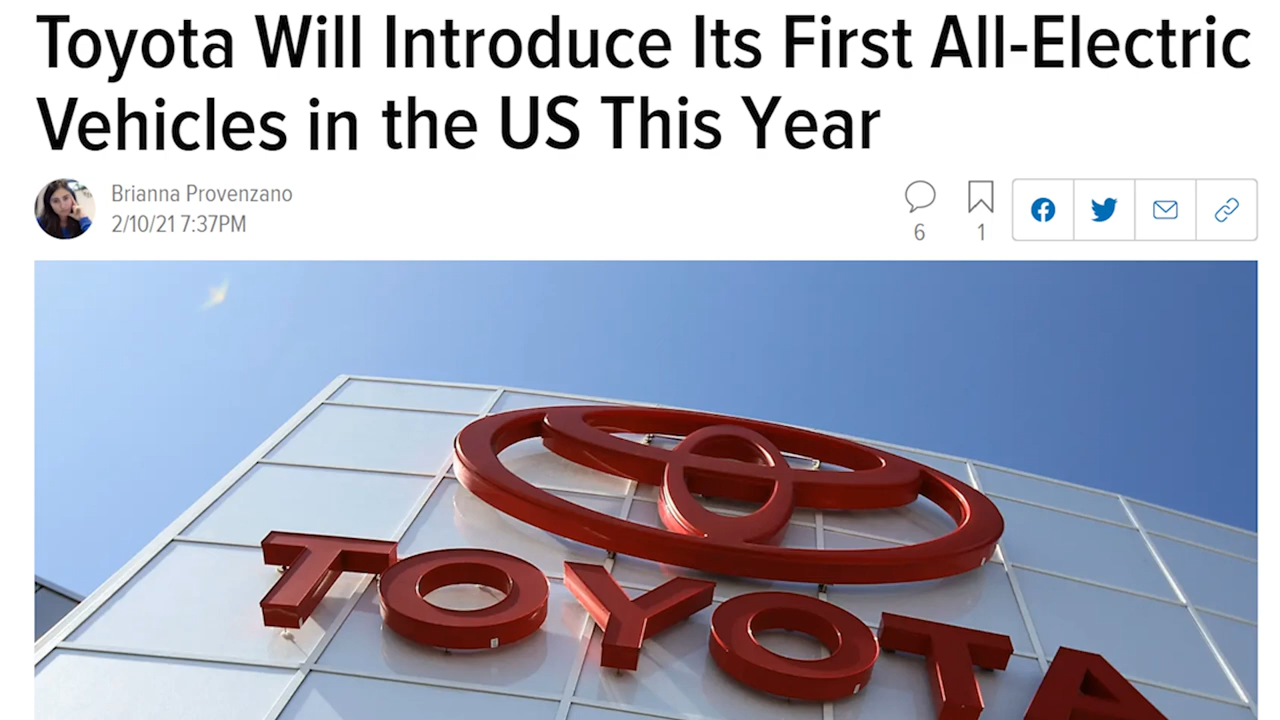 Toyota Will Introduce Its First All-Electric
Vehicles in the US This Year
Brianna Provenzano
2/10/21 7:37PM
6
1
TOYOTA